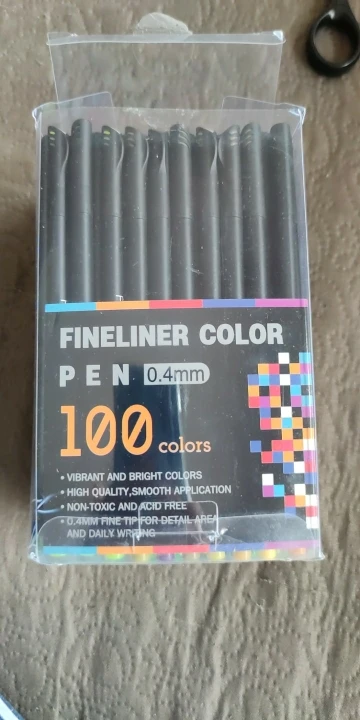 FINELINER COLOR
PEN 0.4mm
100 colors
• VIBRANT AND BRIGHT COLORS
• HIGH QUALITY,SMOOTH APPLICATION
• NON-TOXIC AND ACID FREE
• 0.4MM FINE TIP FOR DETAIL AREA
AND DAILY WRITING